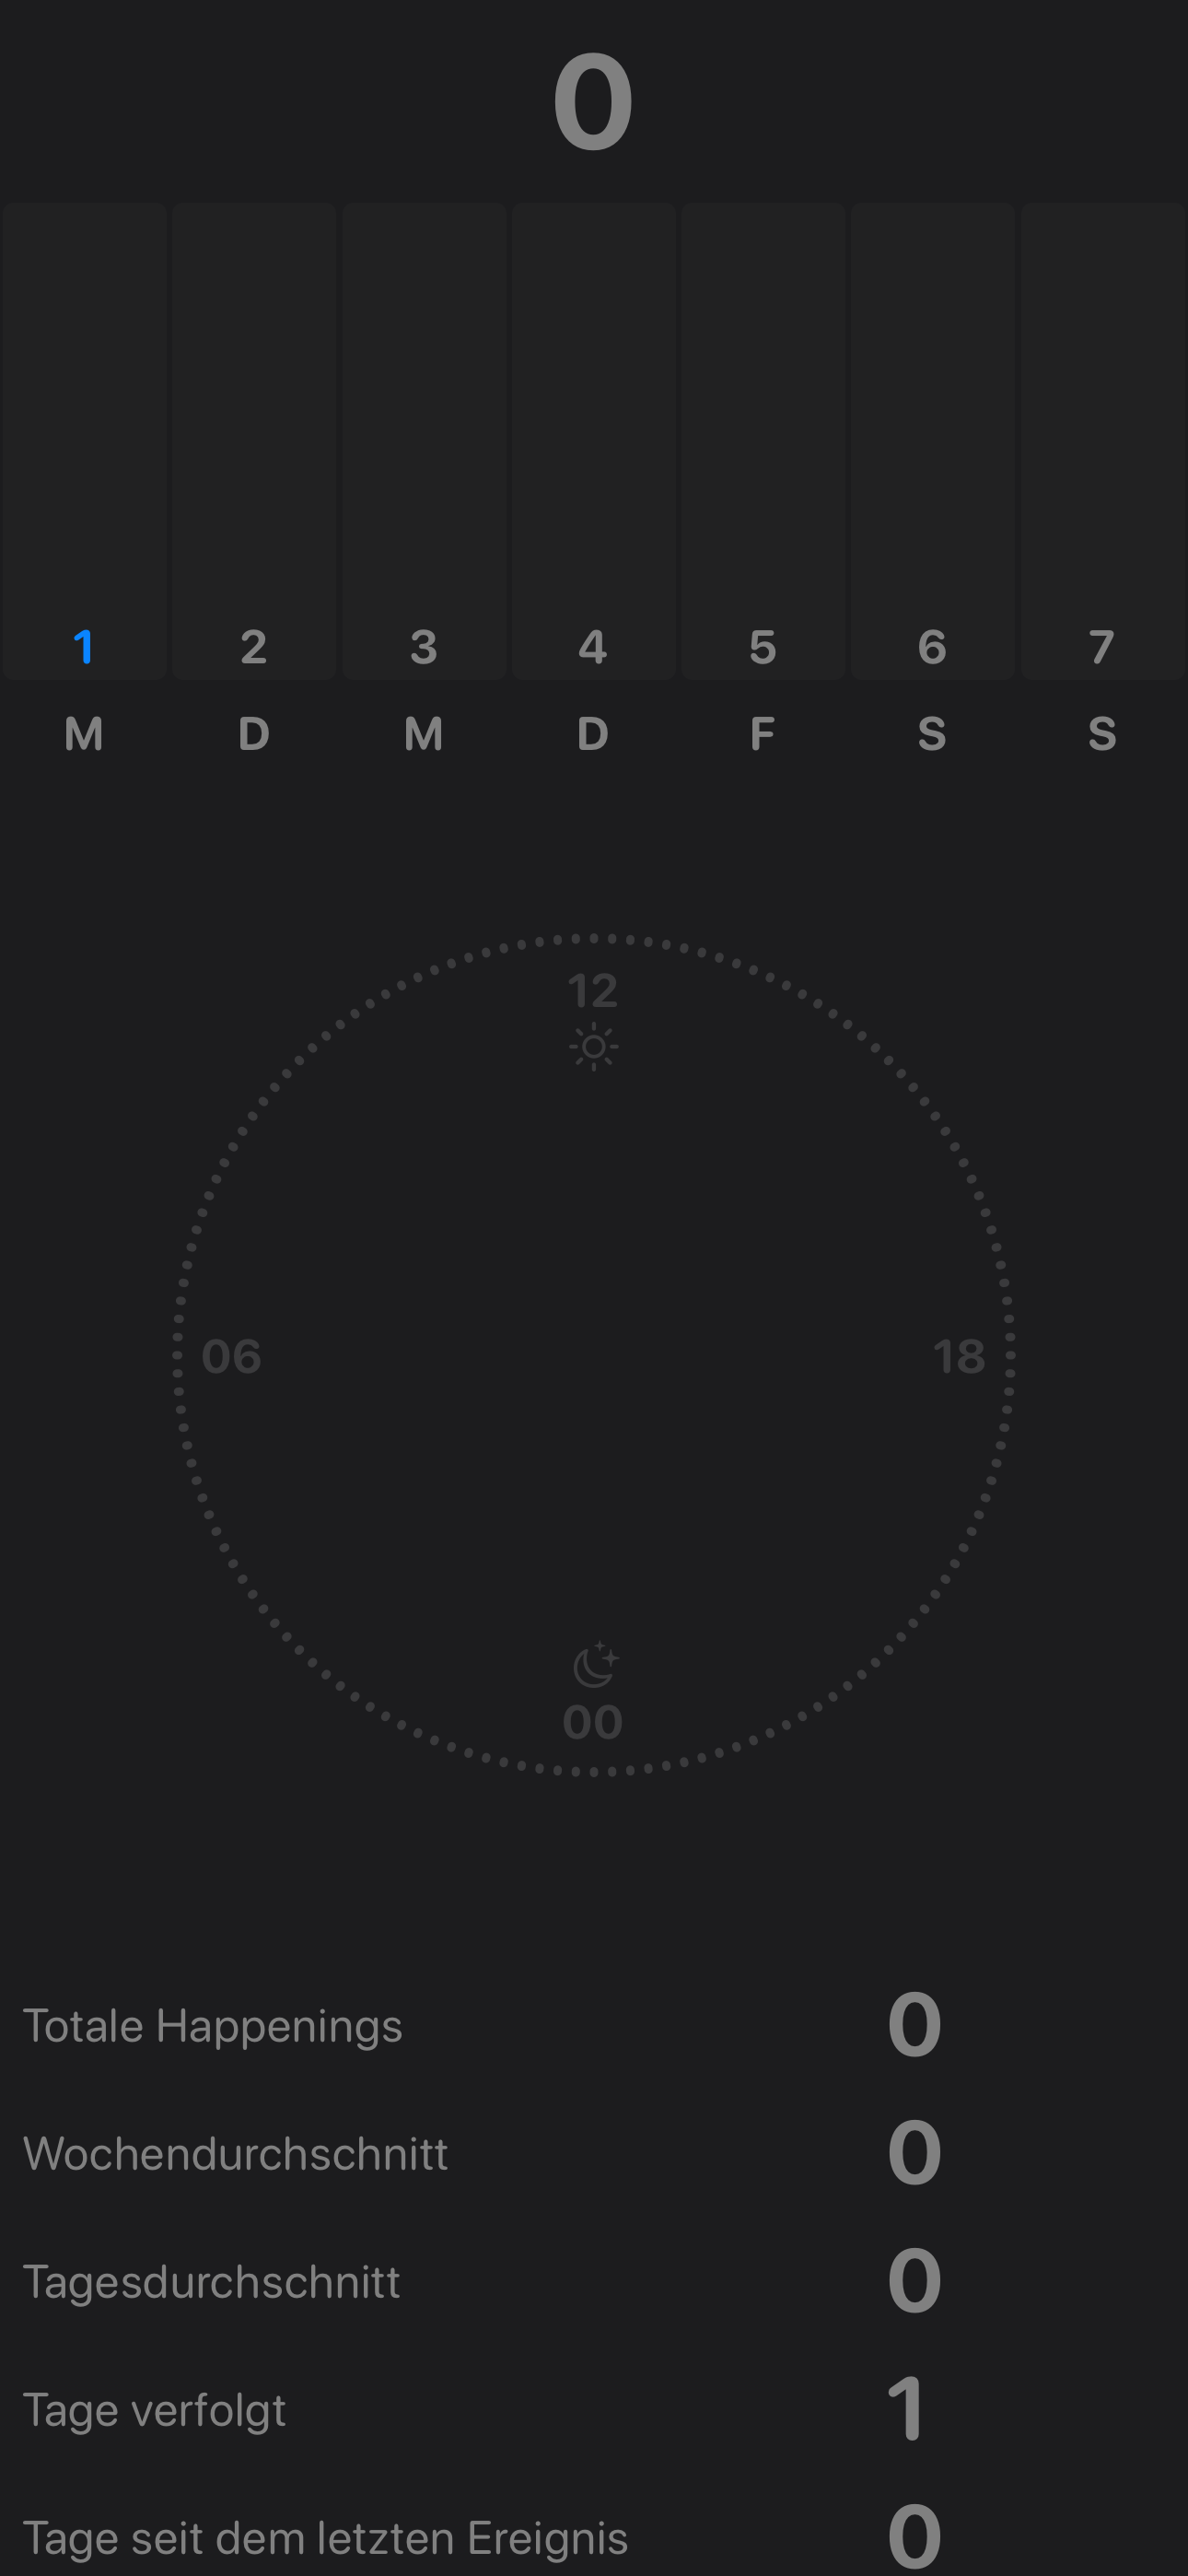 0
1 2 3 4 5 6 7
M D M D F S S
12
06 18
00
Totale Happenings 0
Wochendurchschnitt 0
Tagesdurchschnitt 0
Tage verfolgt 1
Tage seit dem letzten Ereignis 0